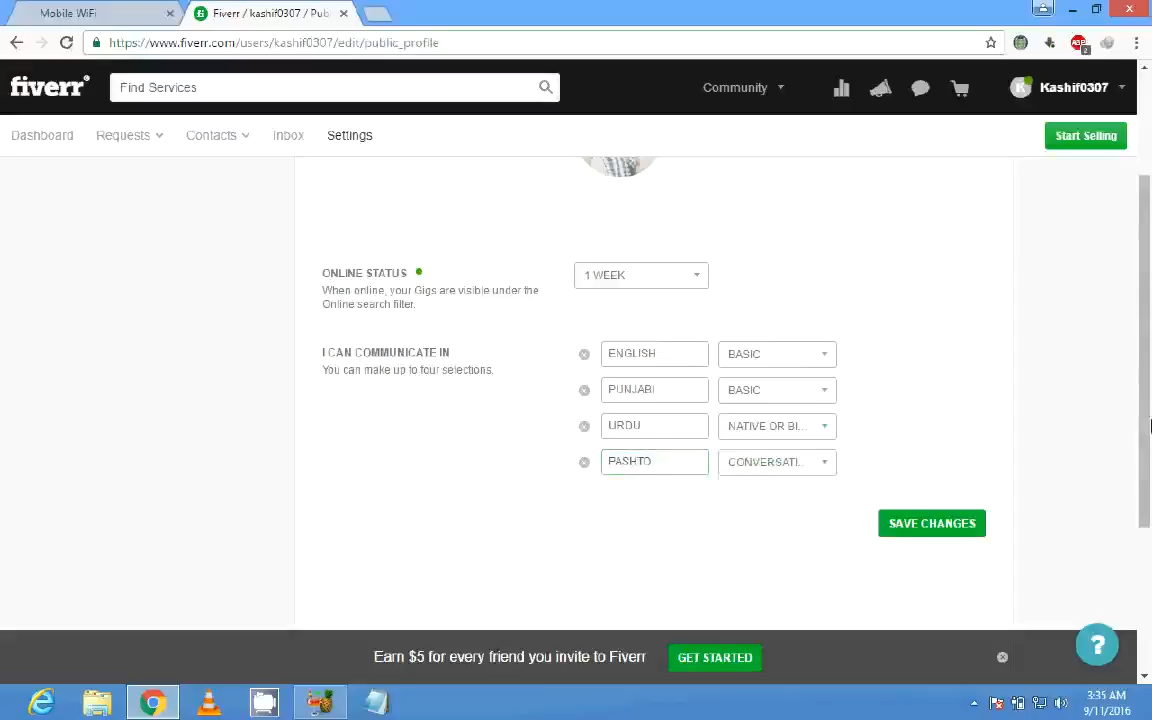 Mobile WiFi
Fiverr / kashif0307 / Pub
https://www.fiverr.com/users/kashif0307/edit/public_profile
ABP
2
fiverr®
Find Services
Community
K
Kashif0307
Dashboard
Requests
Contacts
Inbox
Settings
Start Selling
ONLINE STATUS
1 WEEK
When online, your Gigs are visible under the
Online search filter.
I CAN COMMUNICATE IN
You can make up to four selections.
ENGLISH
BASIC
PUNJABI
BASIC
URDU
NATIVE OR BI...
PASHTO
CONVERSATI...
SAVE CHANGES
Earn $5 for every friend you invite to Fiverr
GET STARTED
?
3:35 AM
9/11/2016